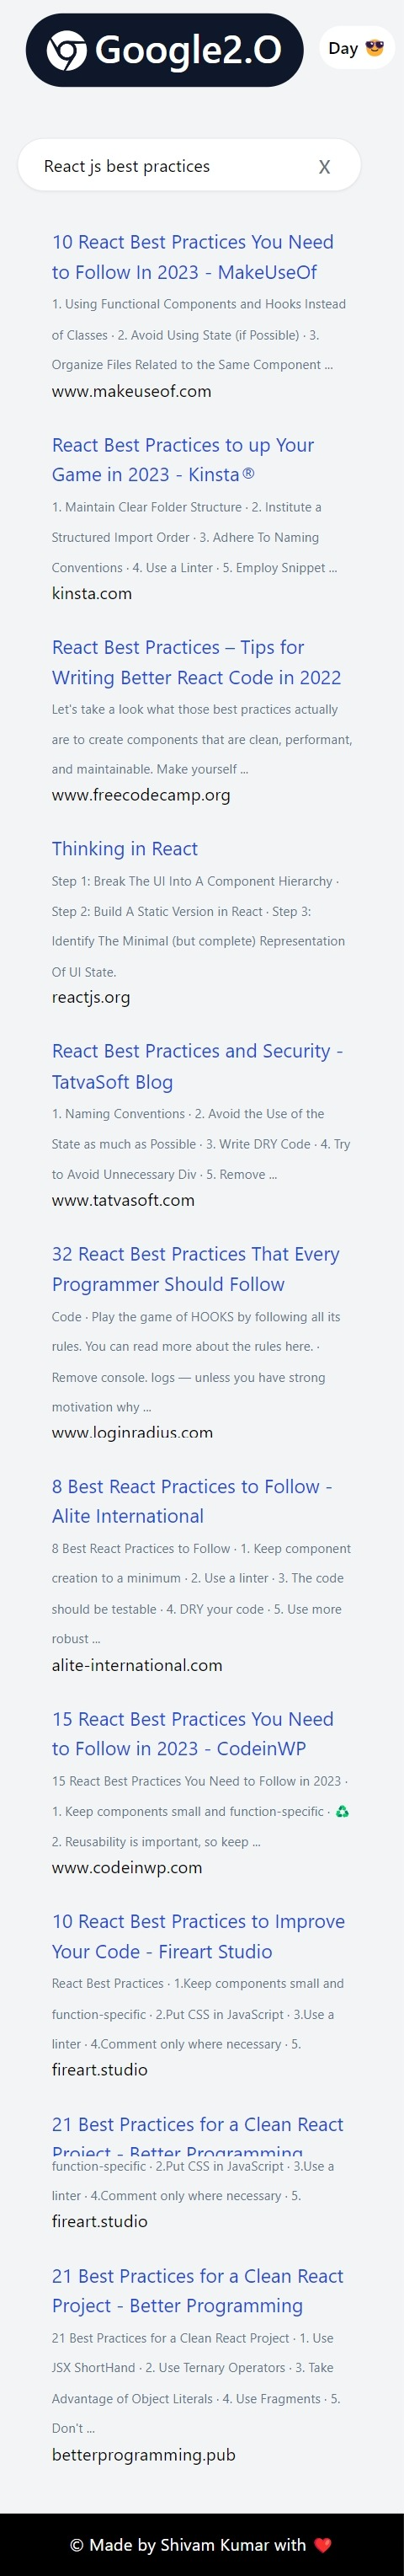 Google2.O
Day 😎
React js best practices
X
10 React Best Practices You Need
to Follow In 2023 - MakeUseOf
1. Using Functional Components and Hooks Instead
of Classes · 2. Avoid Using State (if Possible) · 3.
Organize Files Related to the Same Component ...
www.makeuseof.com
React Best Practices to up Your
Game in 2023 - Kinsta®
1. Maintain Clear Folder Structure · 2. Institute a
Structured Import Order · 3. Adhere To Naming
Conventions · 4. Use a Linter · 5. Employ Snippet ...
kinsta.com
React Best Practices – Tips for
Writing Better React Code in 2022
Let's take a look what those best practices actually
are to create components that are clean, performant,
and maintainable. Make yourself ...
www.freecodecamp.org
Thinking in React
Step 1: Break The UI Into A Component Hierarchy ·
Step 2: Build A Static Version in React · Step 3:
Identify The Minimal (but complete) Representation
Of UI State.
reactjs.org
React Best Practices and Security -
TatvaSoft Blog
1. Naming Conventions · 2. Avoid the Use of the
State as much as Possible · 3. Write DRY Code · 4. Try
to Avoid Unnecessary Div · 5. Remove ...
www.tatvasoft.com
32 React Best Practices That Every
Programmer Should Follow
Code · Play the game of HOOKS by following all its
rules. You can read more about the rules here. ·
Remove console. logs — unless you have strong
motivation why ...
www.loginradius.com
8 Best React Practices to Follow -
Alite International
8 Best React Practices to Follow · 1. Keep component
creation to a minimum · 2. Use a linter · 3. The code
should be testable · 4. DRY your code · 5. Use more
robust ...
alite-international.com
15 React Best Practices You Need
to Follow in 2023 - CodeinWP
15 React Best Practices You Need to Follow in 2023 ·
1. Keep components small and function-specific · ♻
2. Reusability is important, so keep ...
www.codeinwp.com
10 React Best Practices to Improve
Your Code - Fireart Studio
React Best Practices · 1.Keep components small and
function-specific · 2.Put CSS in JavaScript · 3.Use a
linter · 4.Comment only where necessary · 5.
fireart.studio
21 Best Practices for a Clean React
Project - Better Programming
function-specific · 2.Put CSS in JavaScript · 3.Use a
linter · 4.Comment only where necessary · 5.
fireart.studio
21 Best Practices for a Clean React
Project - Better Programming
21 Best Practices for a Clean React Project · 1. Use
JSX ShortHand · 2. Use Ternary Operators · 3. Take
Advantage of Object Literals · 4. Use Fragments · 5.
Don't ...
betterprogramming.pub
© Made by Shivam Kumar with ❤️